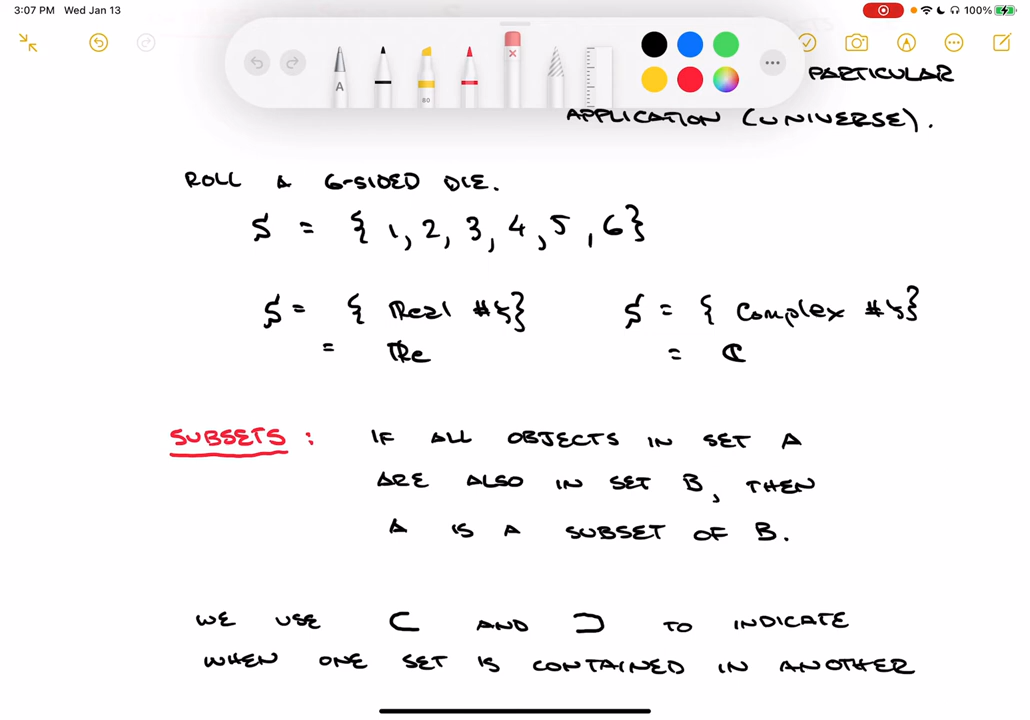 3:07 PM Wed Jan 13
100%
A
80
PARTICULAR
APPLICATION (UNIVERSE).
ROLL A 6-SIDED DIE.
S = { 1, 2, 3, 4, 5, 6}
S = { Real #s} S = { Complex #s}
= Re = ℂ
SUBSETS : IF ALL OBJECTS IN SET A
ARE ALSO IN SET B, THEN
A IS A SUBSET OF B.
WE USE ⊂ AND ⊃ TO INDICATE
WHEN ONE SET IS CONTAINED IN ANOTHER